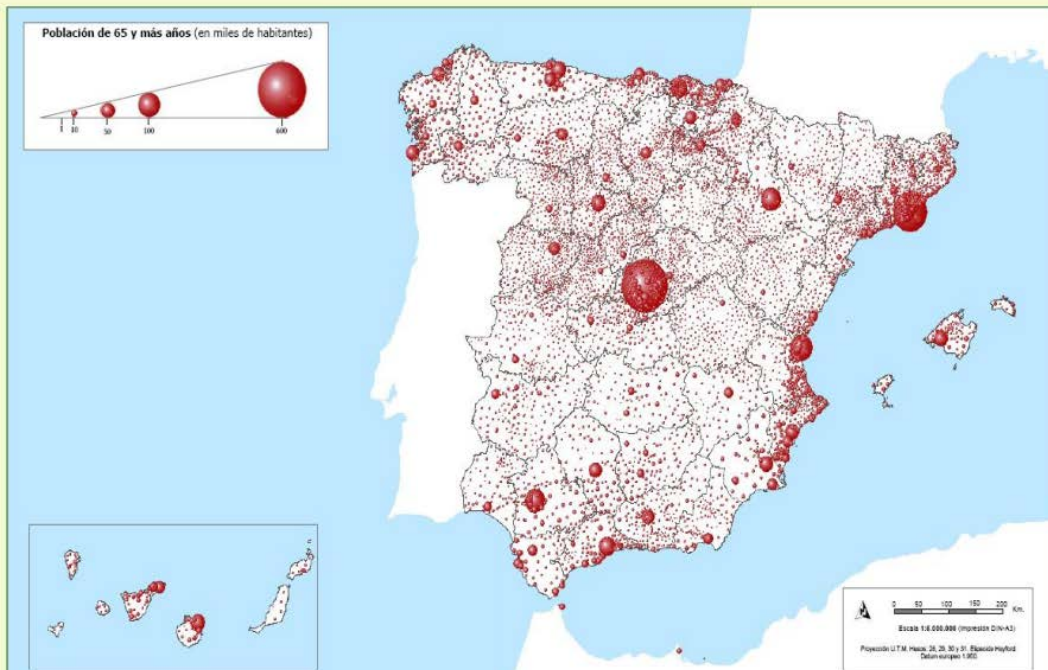 Población de 65 y más años (en miles de habitantes)
1 10 50 100 600
0 50 100 150 200 Km.
Escala 1:6.000.000 (impresión DIN-A3)
Proyección U.T.M. Husos: 28, 29, 30 y 31. Elipsoide Hayford
Datum europeo 1.950.